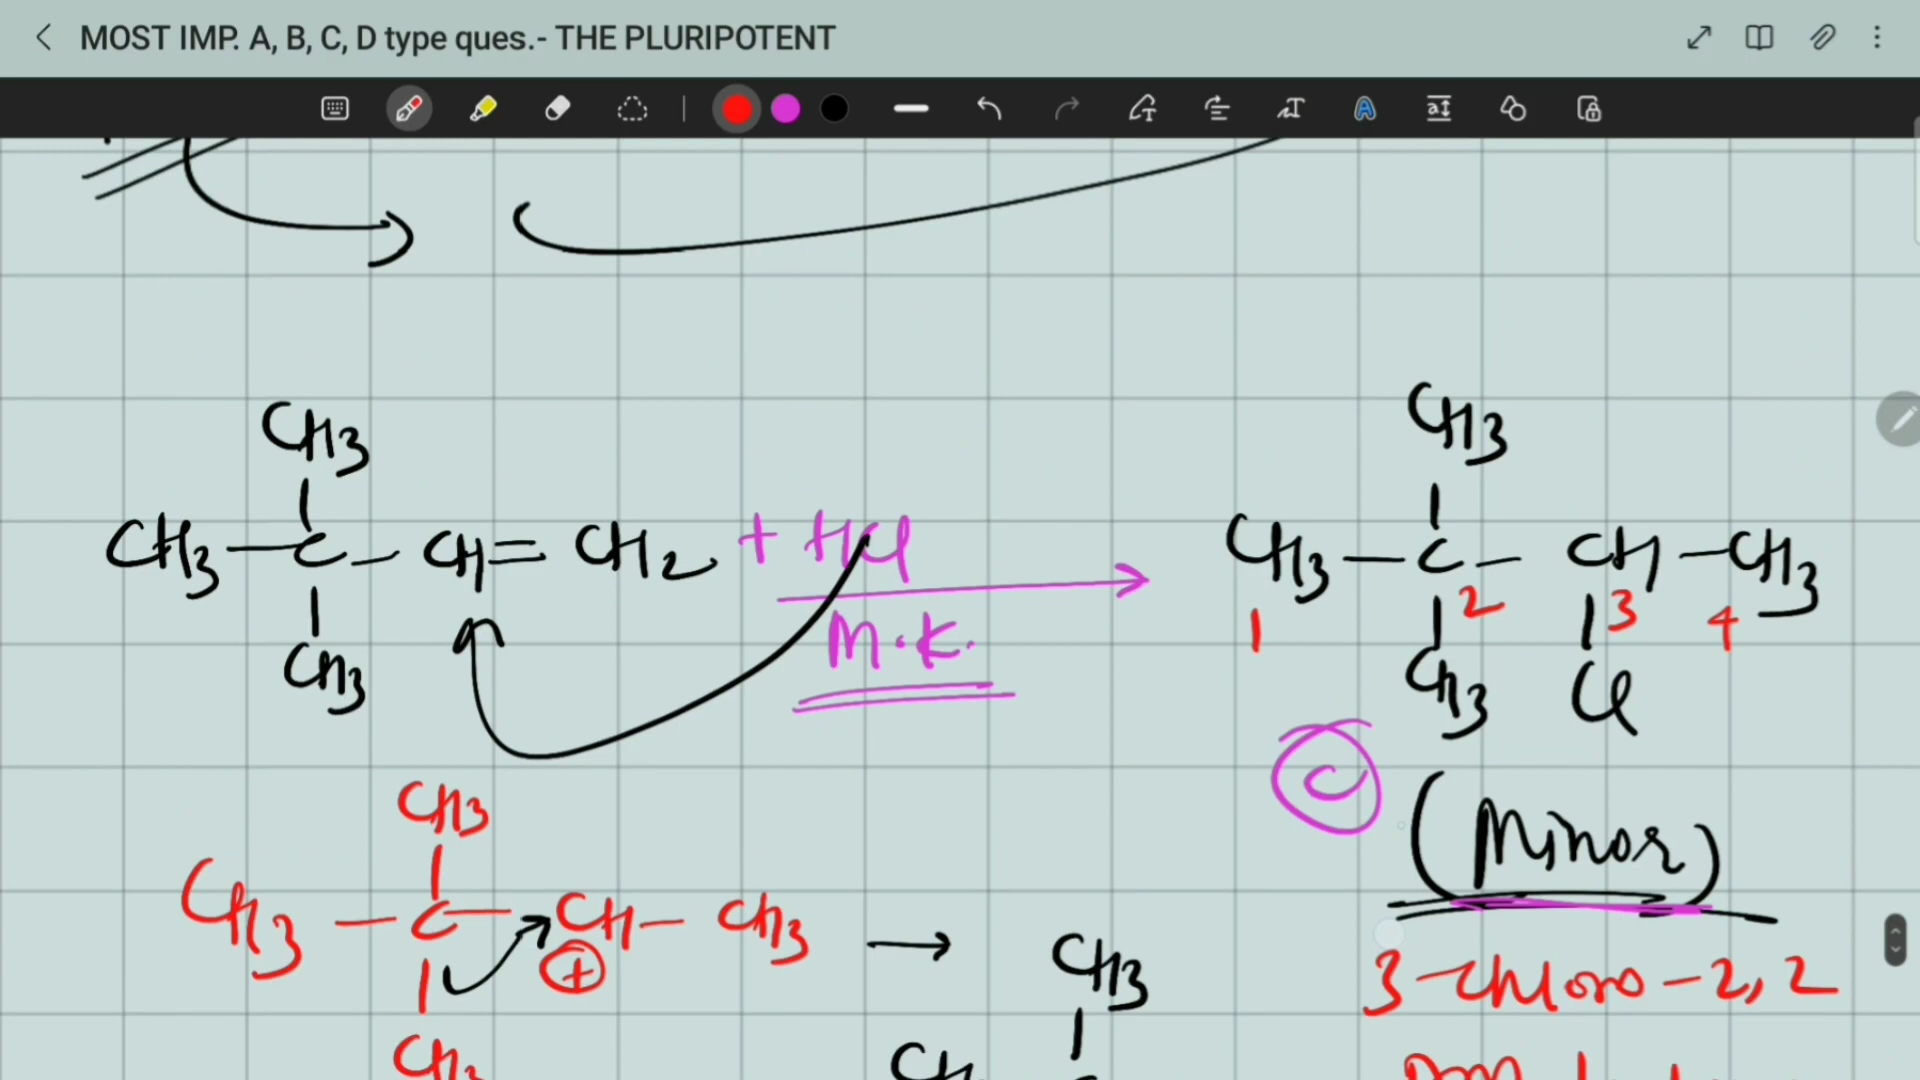 MOST IMP. A, B, C, D type ques.- THE PLURIPOTENT
CH3
CH3
CH3 — C — CH = CH2 + HCl
CH3 — C — CH — CH3
M.K.
1 2 3 4
CH3
CH3 Cl
C
(Minor)
CH3
CH3 — C — CH — CH3 →
+
CH3
3-Chloro-2,2
CH3